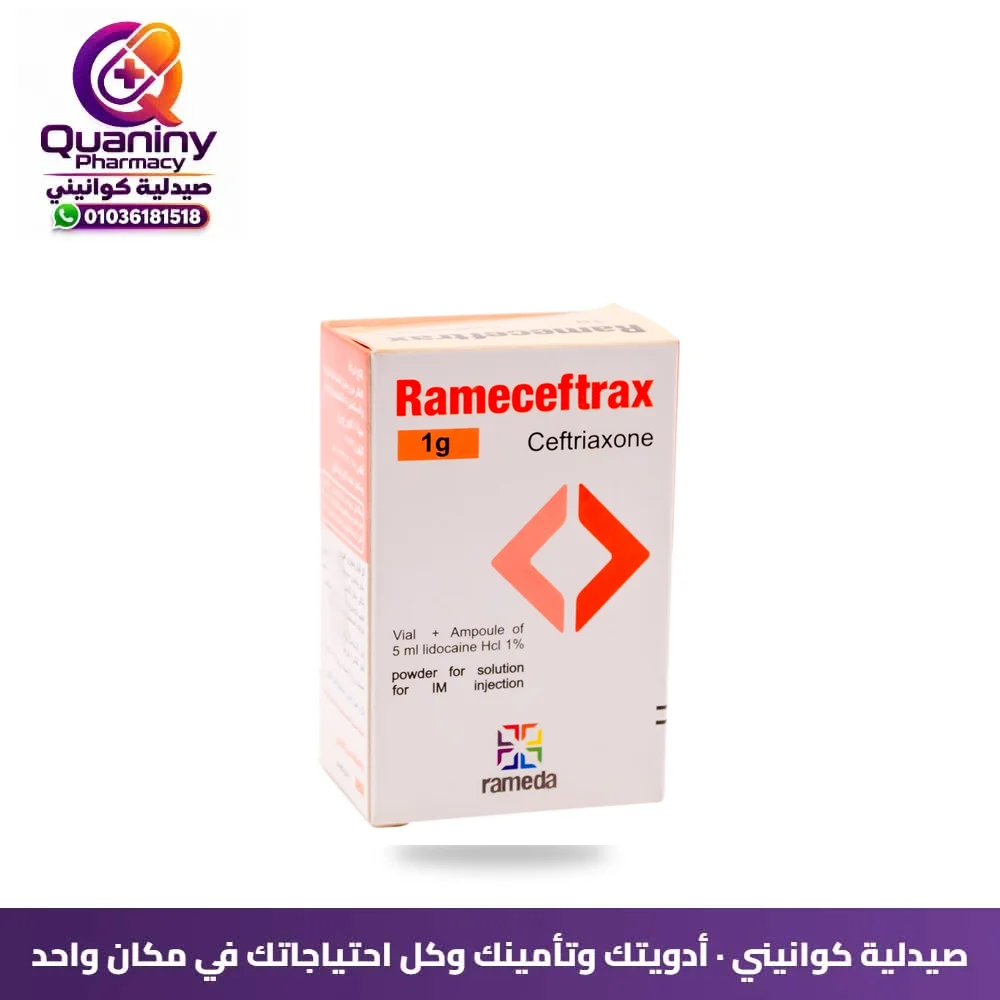 Quaniny
Pharmacy
صيدلية كوانيني
01036181518
Rameceftrax
Rameceftrax
1g
Ceftriaxone
Vial + Ampoule of
5 ml lidocaine Hcl 1%
powder for solution
for IM injection
rameda
صيدلية كوانيني · أدويتك وتأمينك وكل احتياجاتك في مكان واحد